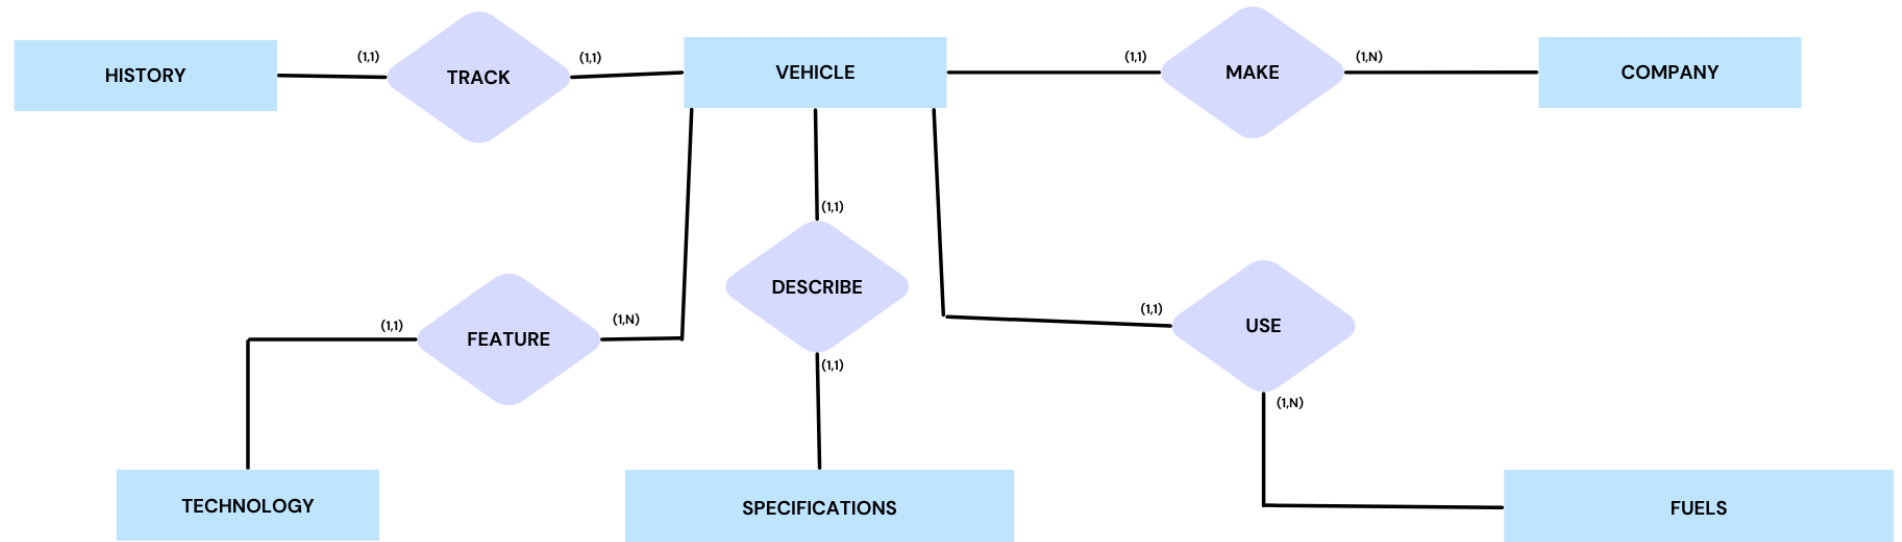 HISTORY
(1,1)
TRACK
(1,1)
VEHICLE
(1,1)
MAKE
(1,N)
COMPANY
(1,1)
DESCRIBE
(1,1)
(1,1)
FEATURE
(1,N)
(1,1)
USE
(1,N)
TECHNOLOGY
SPECIFICATIONS
FUELS